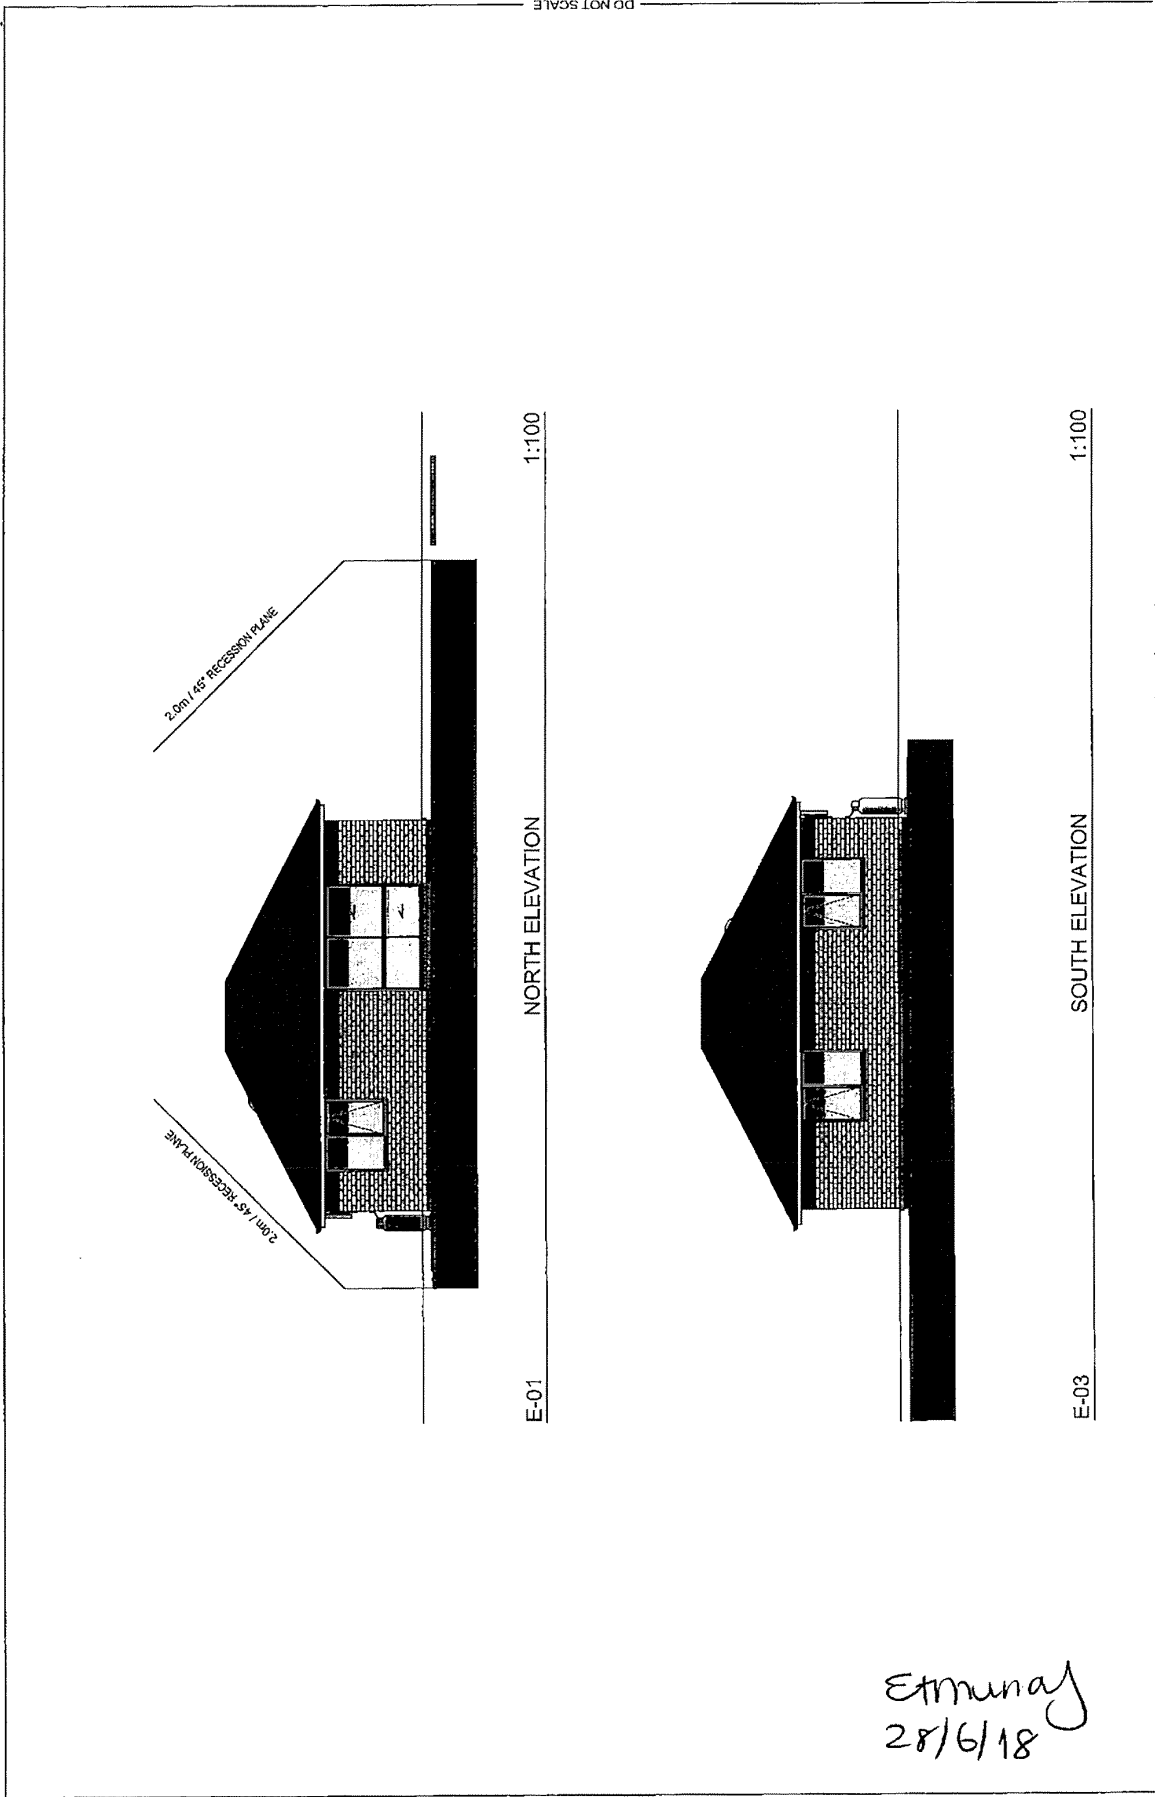 DO NOT SCALE
2.0m / 45° RECESSION PLANE
2.0m / 45° RECESSION PLANE
E-01 NORTH ELEVATION 1:100
E-03 SOUTH ELEVATION 1:100
28/6/18